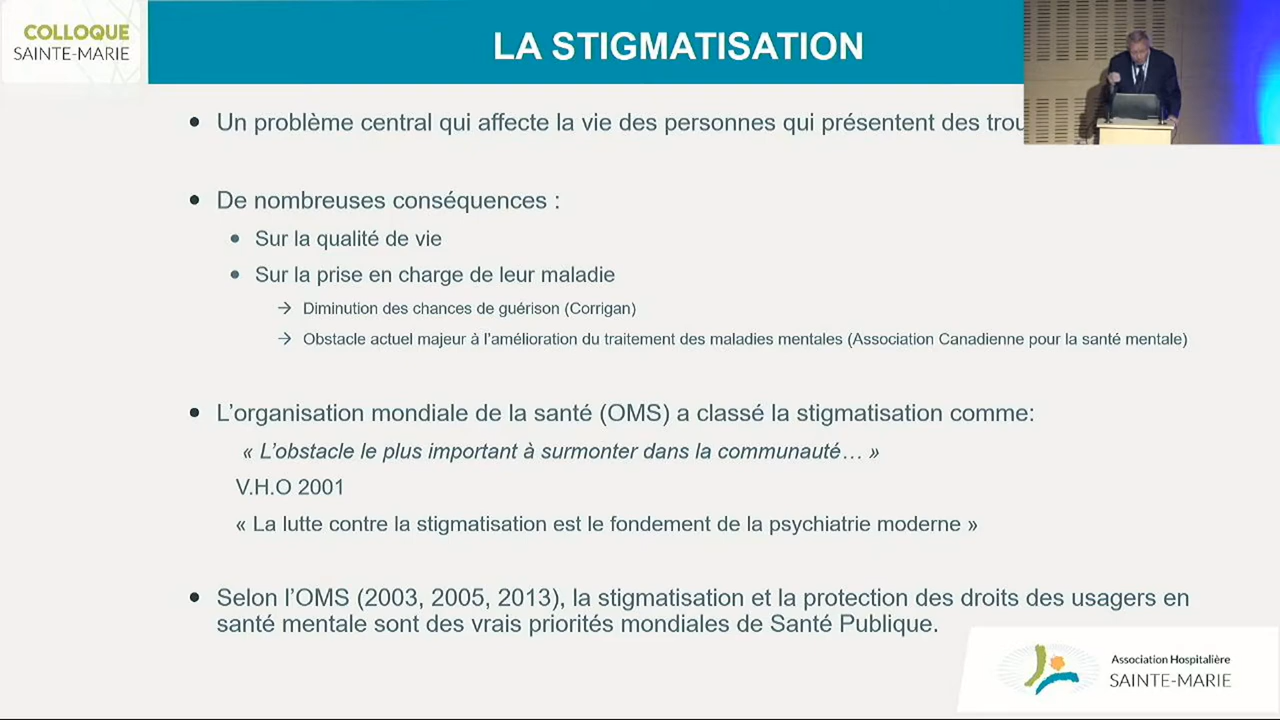 COLLOQUE
SAINTE-MARIE
LA STIGMATISATION
• Un problème central qui affecte la vie des personnes qui présentent des
• De nombreuses conséquences :
• Sur la qualité de vie
• Sur la prise en charge de leur maladie
→ Diminution des chances de guérison (Corrigan)
→ Obstacle actuel majeur à l'amélioration du traitement des maladies mentales (Association Canadienne pour la santé mentale)
• L'organisation mondiale de la santé (OMS) a classé la stigmatisation comme:
« L'obstacle le plus important à surmonter dans la communauté… »
V.H.O 2001
« La lutte contre la stigmatisation est le fondement de la psychiatrie moderne »
• Selon l'OMS (2003, 2005, 2013), la stigmatisation et la protection des droits des usagers en
santé mentale sont des vrais priorités mondiales de Santé Publique.
Association Hospitalière
SAINTE-MARIE